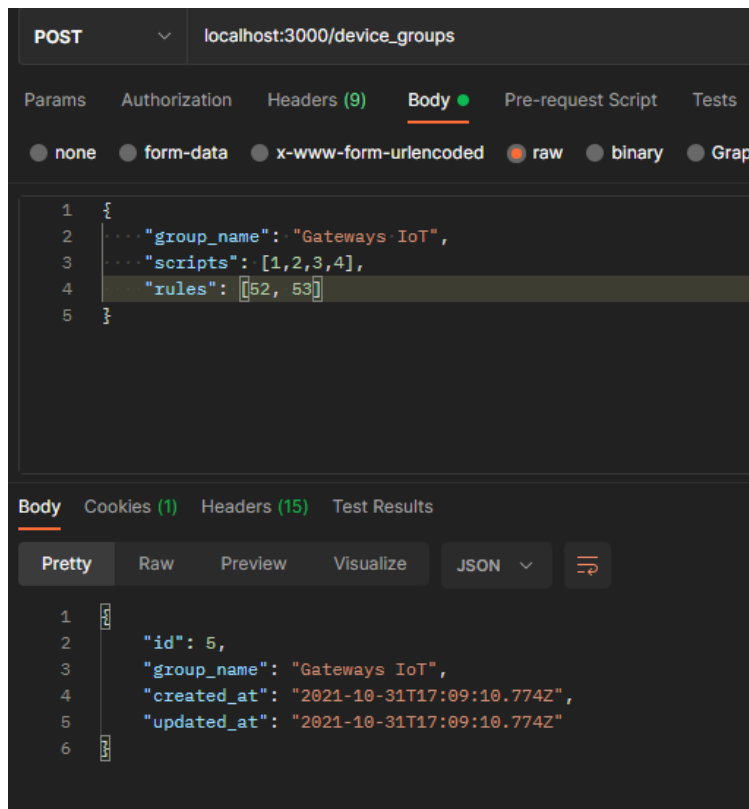 POST localhost:3000/device_groups
Params Authorization Headers (9) Body Pre-request Script Tests
none form-data x-www-form-urlencoded raw binary
1 {
2 ····"group_name":·"Gateways·IoT",
3 ····"scripts":·[1,2,3,4],
4 ····"rules":·[52,·53]
5 }
Body Cookies (1) Headers (15) Test Results
Pretty Raw Preview Visualize JSON
1 {
2 "id": 5,
3 "group_name": "Gateways IoT",
4 "created_at": "2021-10-31T17:09:10.774Z",
5 "updated_at": "2021-10-31T17:09:10.774Z"
6 }